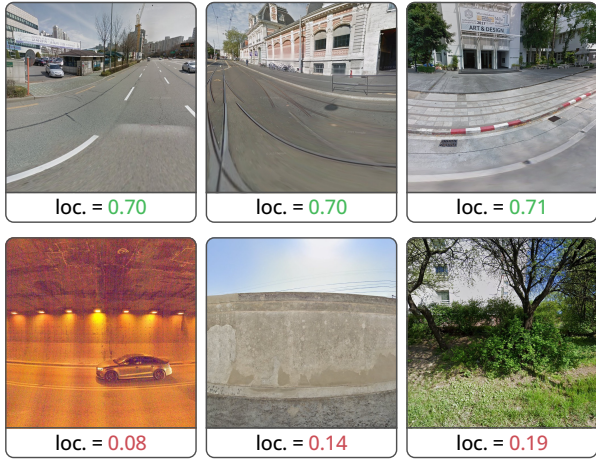 ART & DESIGN
loc. = 0.70
loc. = 0.70
loc. = 0.71
loc. = 0.08
loc. = 0.14
loc. = 0.19